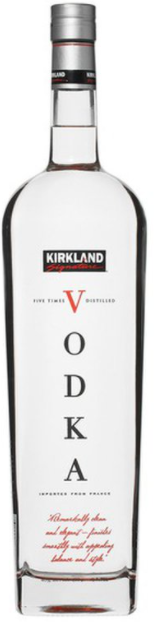 KIRKLAND
Signature
FIVE TIMES DISTILLED
VODKA
IMPORTED FROM FRANCE
"Remarkably clean
and elegant – finishes
smoothly with appealing
balance and style."